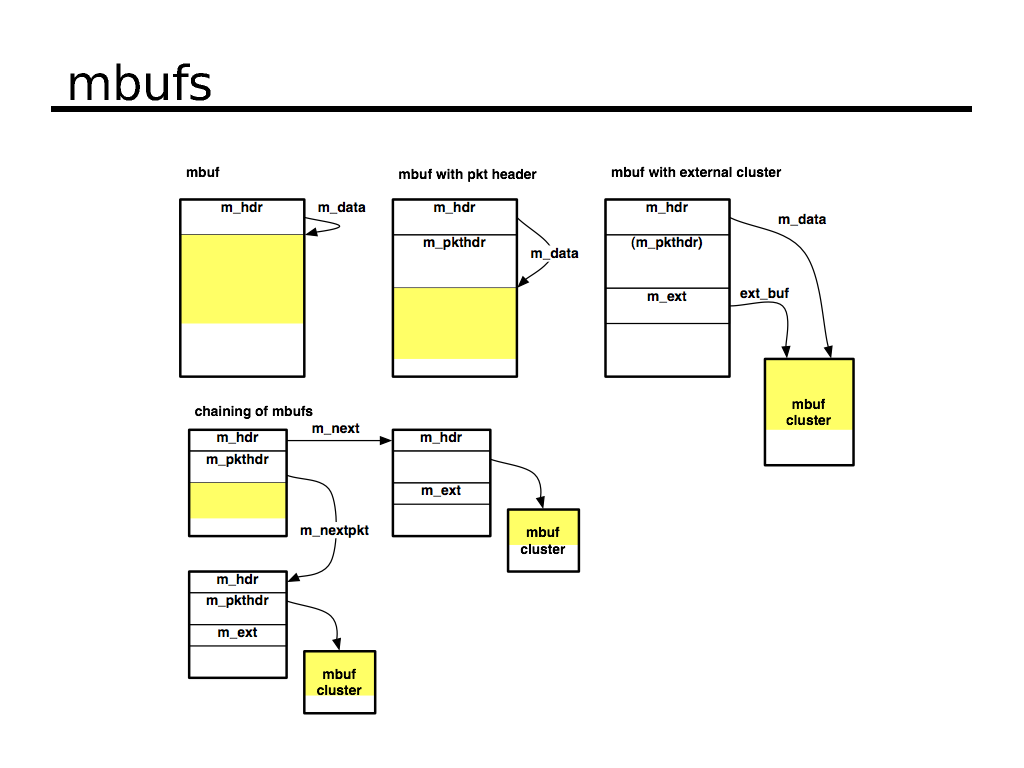 mbufs
mbuf
m_hdr
m_data
mbuf with pkt header
m_hdr
m_pkthdr
m_data
mbuf with external cluster
m_hdr
(m_pkthdr)
m_ext
m_data
ext_buf
mbuf
cluster
chaining of mbufs
m_hdr
m_pkthdr
m_next
m_hdr
m_ext
mbuf
cluster
m_nextpkt
m_hdr
m_pkthdr
m_ext
mbuf
cluster